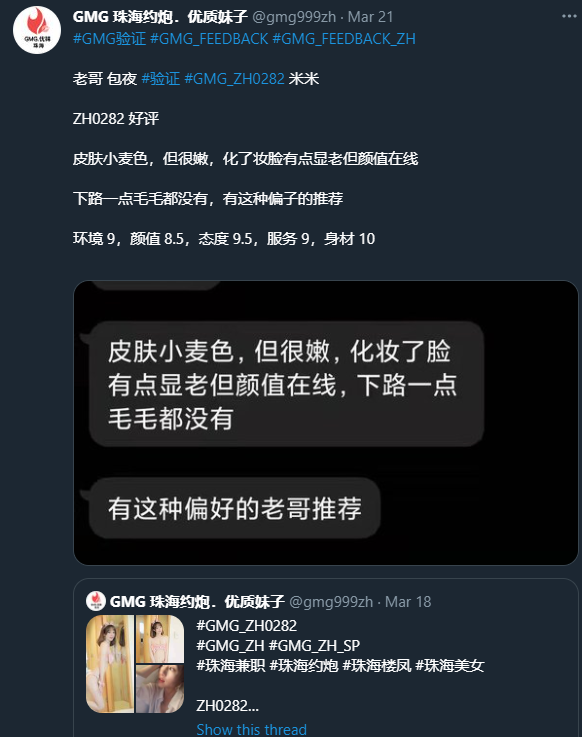 GMG 珠海约炮．优质妹子 @gmg999zh · Mar 21
#GMG验证 #GMG_FEEDBACK #GMG_FEEDBACK_ZH
老哥 包夜 #验证 #GMG_ZH0282 米米
ZH0282 好评
皮肤小麦色，但很嫩，化了妆脸有点显老但颜值在线
下路一点毛毛都没有，有这种偏子的推荐
环境 9，颜值 8.5，态度 9.5，服务 9，身材 10
皮肤小麦色，但很嫩，化妆了脸
有点显老但颜值在线，下路一点
毛毛都没有
有这种偏好的老哥推荐
GMG 珠海约炮．优质妹子 @gmg999zh · Mar 18
#GMG_ZH0282
#GMG_ZH #GMG_ZH_SP
#珠海兼职 #珠海约炮 #珠海楼凤 #珠海美女
ZH0282...
Show this thread